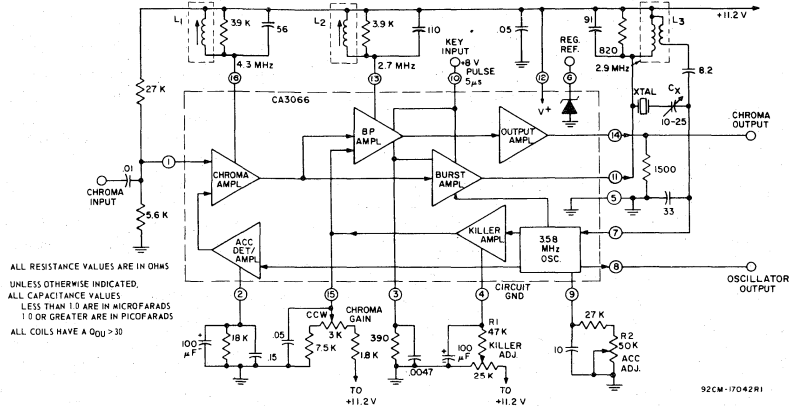 L1
3.9 K
56
4.3 MHz
L2
3.9 K
110
2.7 MHz
KEY
INPUT
+8 V
PULSE
5µs
.05
REG.
REF.
91
820
2.9 MHz
L3
+11.2 V
8.2
XTAL
CX
10-25
27 K
16
13
10
12
6
CA3066
V+
CHROMA
INPUT
.01
5.6 K
1
CHROMA
AMPL
BP
AMPL
BURST
AMPL
OUTPUT
AMPL
14
CHROMA
OUTPUT
11
1500
5
33
7
ACC
DET/
AMPL
KILLER
AMPL
3.58
MHz
OSC.
8
OSCILLATOR
OUTPUT
CIRCUIT
GND
2
15
3
4
9
ALL RESISTANCE VALUES ARE IN OHMS
UNLESS OTHERWISE INDICATED,
ALL CAPACITANCE VALUES
LESS THAN 1.0 ARE IN MICROFARADS
1.0 OR GREATER ARE IN PICOFARADS
ALL COILS HAVE A QOU > 30
100
µF
+
18 K
.15
.05
CCW
CHROMA
GAIN
3K
7.5K
1.8K
TO
+11.2 V
390
.0047
+
100
µF
R1
47K
KILLER
ADJ.
25K
TO
+11.2 V
10
27 K
R2
50K
ACC
ADJ.
92CM-17042R1